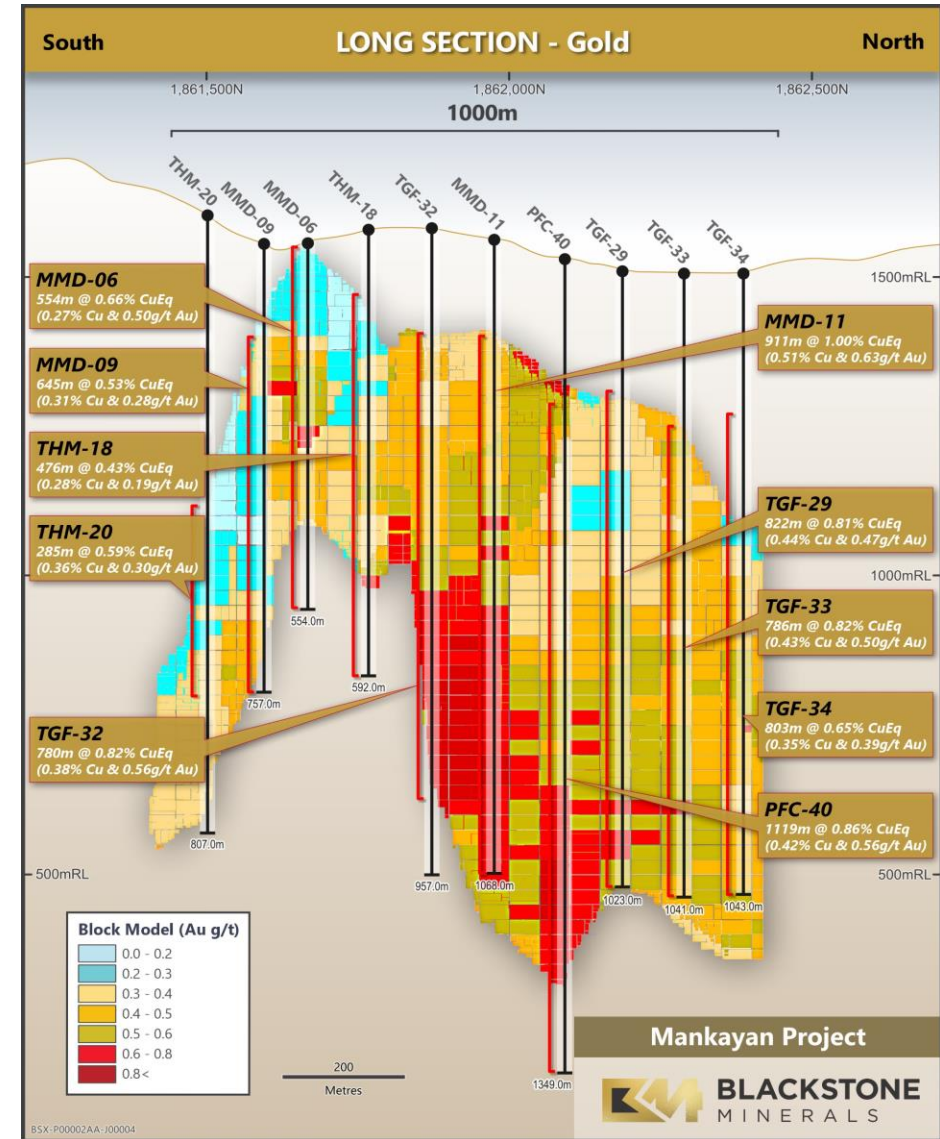 South
LONG SECTION - Gold
North
1,861,500N
1,862,000N
1,862,500N
1000m
THM-20
MMD-09
MMD-06
THM-18
TGF-32
MMD-11
PFC-40
TGF-29
TGF-33
TGF-34
1500mRL
1000mRL
500mRL
500mRL
MMD-06
554m @ 0.66% CuEq
(0.27% Cu & 0.50g/t Au)
MMD-09
645m @ 0.53% CuEq
(0.31% Cu & 0.28g/t Au)
THM-18
476m @ 0.43% CuEq
(0.28% Cu & 0.19g/t Au)
THM-20
285m @ 0.59% CuEq
(0.36% Cu & 0.30g/t Au)
TGF-32
780m @ 0.82% CuEq
(0.38% Cu & 0.56g/t Au)
MMD-11
911m @ 1.00% CuEq
(0.51% Cu & 0.63g/t Au)
TGF-29
822m @ 0.81% CuEq
(0.44% Cu & 0.47g/t Au)
TGF-33
786m @ 0.82% CuEq
(0.43% Cu & 0.50g/t Au)
TGF-34
803m @ 0.65% CuEq
(0.35% Cu & 0.39g/t Au)
PFC-40
1119m @ 0.86% CuEq
(0.42% Cu & 0.56g/t Au)
807.0m
757.0m
554.0m
592.0m
957.0m
1068.0m
1349.0m
1023.0m
1041.0m
1043.0m
Block Model (Au g/t)
0.0 - 0.2
0.2 - 0.3
0.3 - 0.4
0.4 - 0.5
0.5 - 0.6
0.6 - 0.8
0.8<
200
Metres
Mankayan Project
BLACKSTONE
MINERALS
BSX-P00002AA-J00004